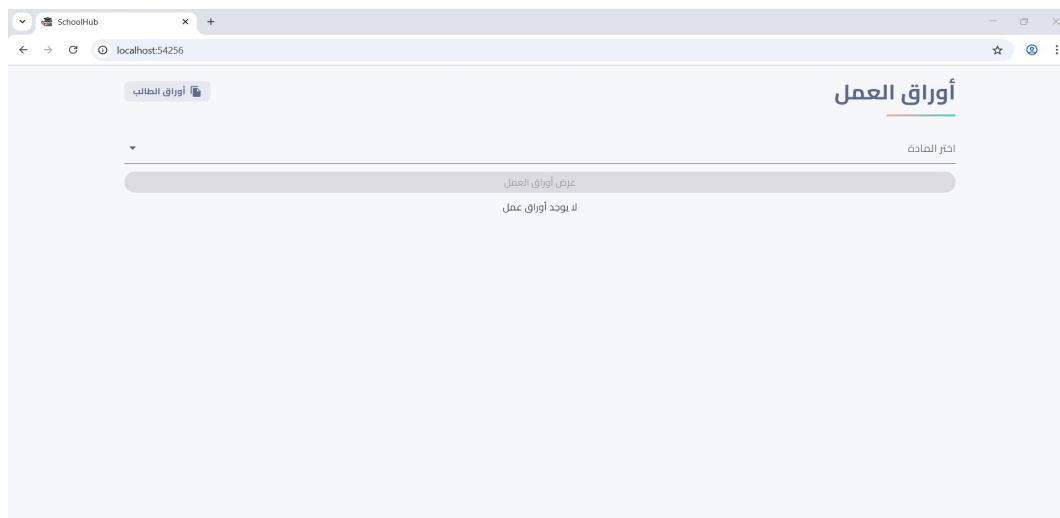 SchoolHub
localhost:54256
أوراق العمل
أوراق الطالب
اختر المادة
عرض أوراق العمل
لا يوجد أوراق عمل